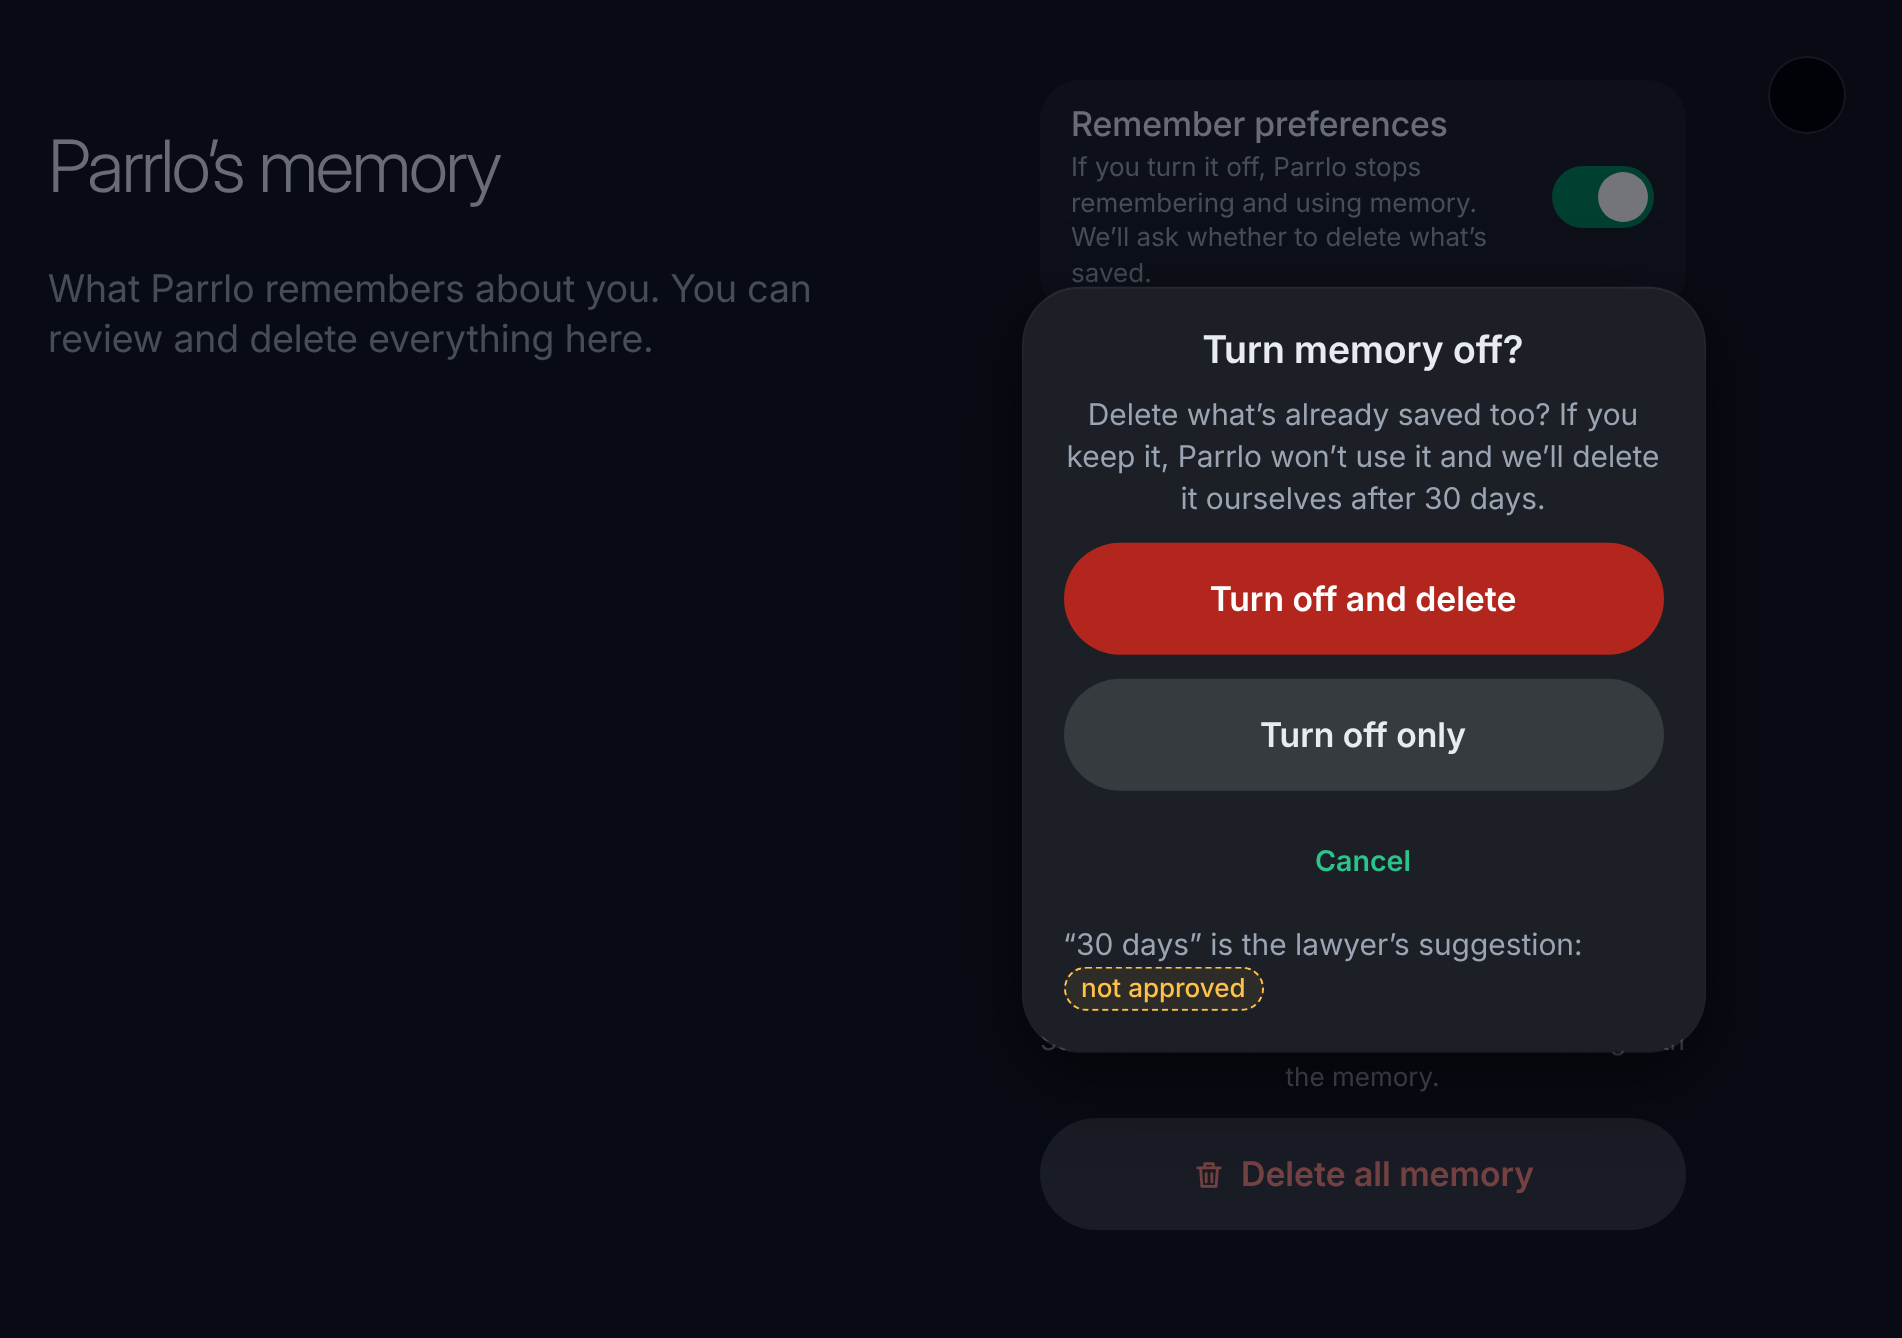 Parrlo’s memory
What Parrlo remembers about you. You can
review and delete everything here.
Remember preferences
If you turn it off, Parrlo stops
remembering and using memory.
We’ll ask whether to delete what’s
saved.
Turn memory off?
Delete what’s already saved too? If you
keep it, Parrlo won’t use it and we’ll delete
it ourselves after 30 days.
Turn off and delete
Turn off only
Cancel
“30 days” is the lawyer’s suggestion:
not approved
the memory.
Delete all memory